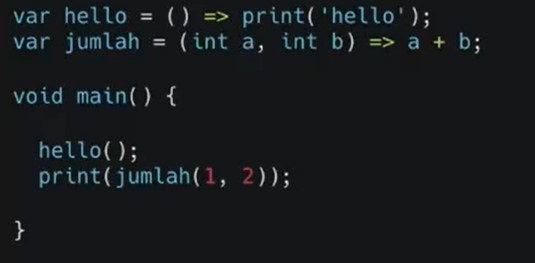 var hello = () => print('hello');
var jumlah = (int a, int b) => a + b;
void main() {
hello();
print(jumlah(1, 2));
}